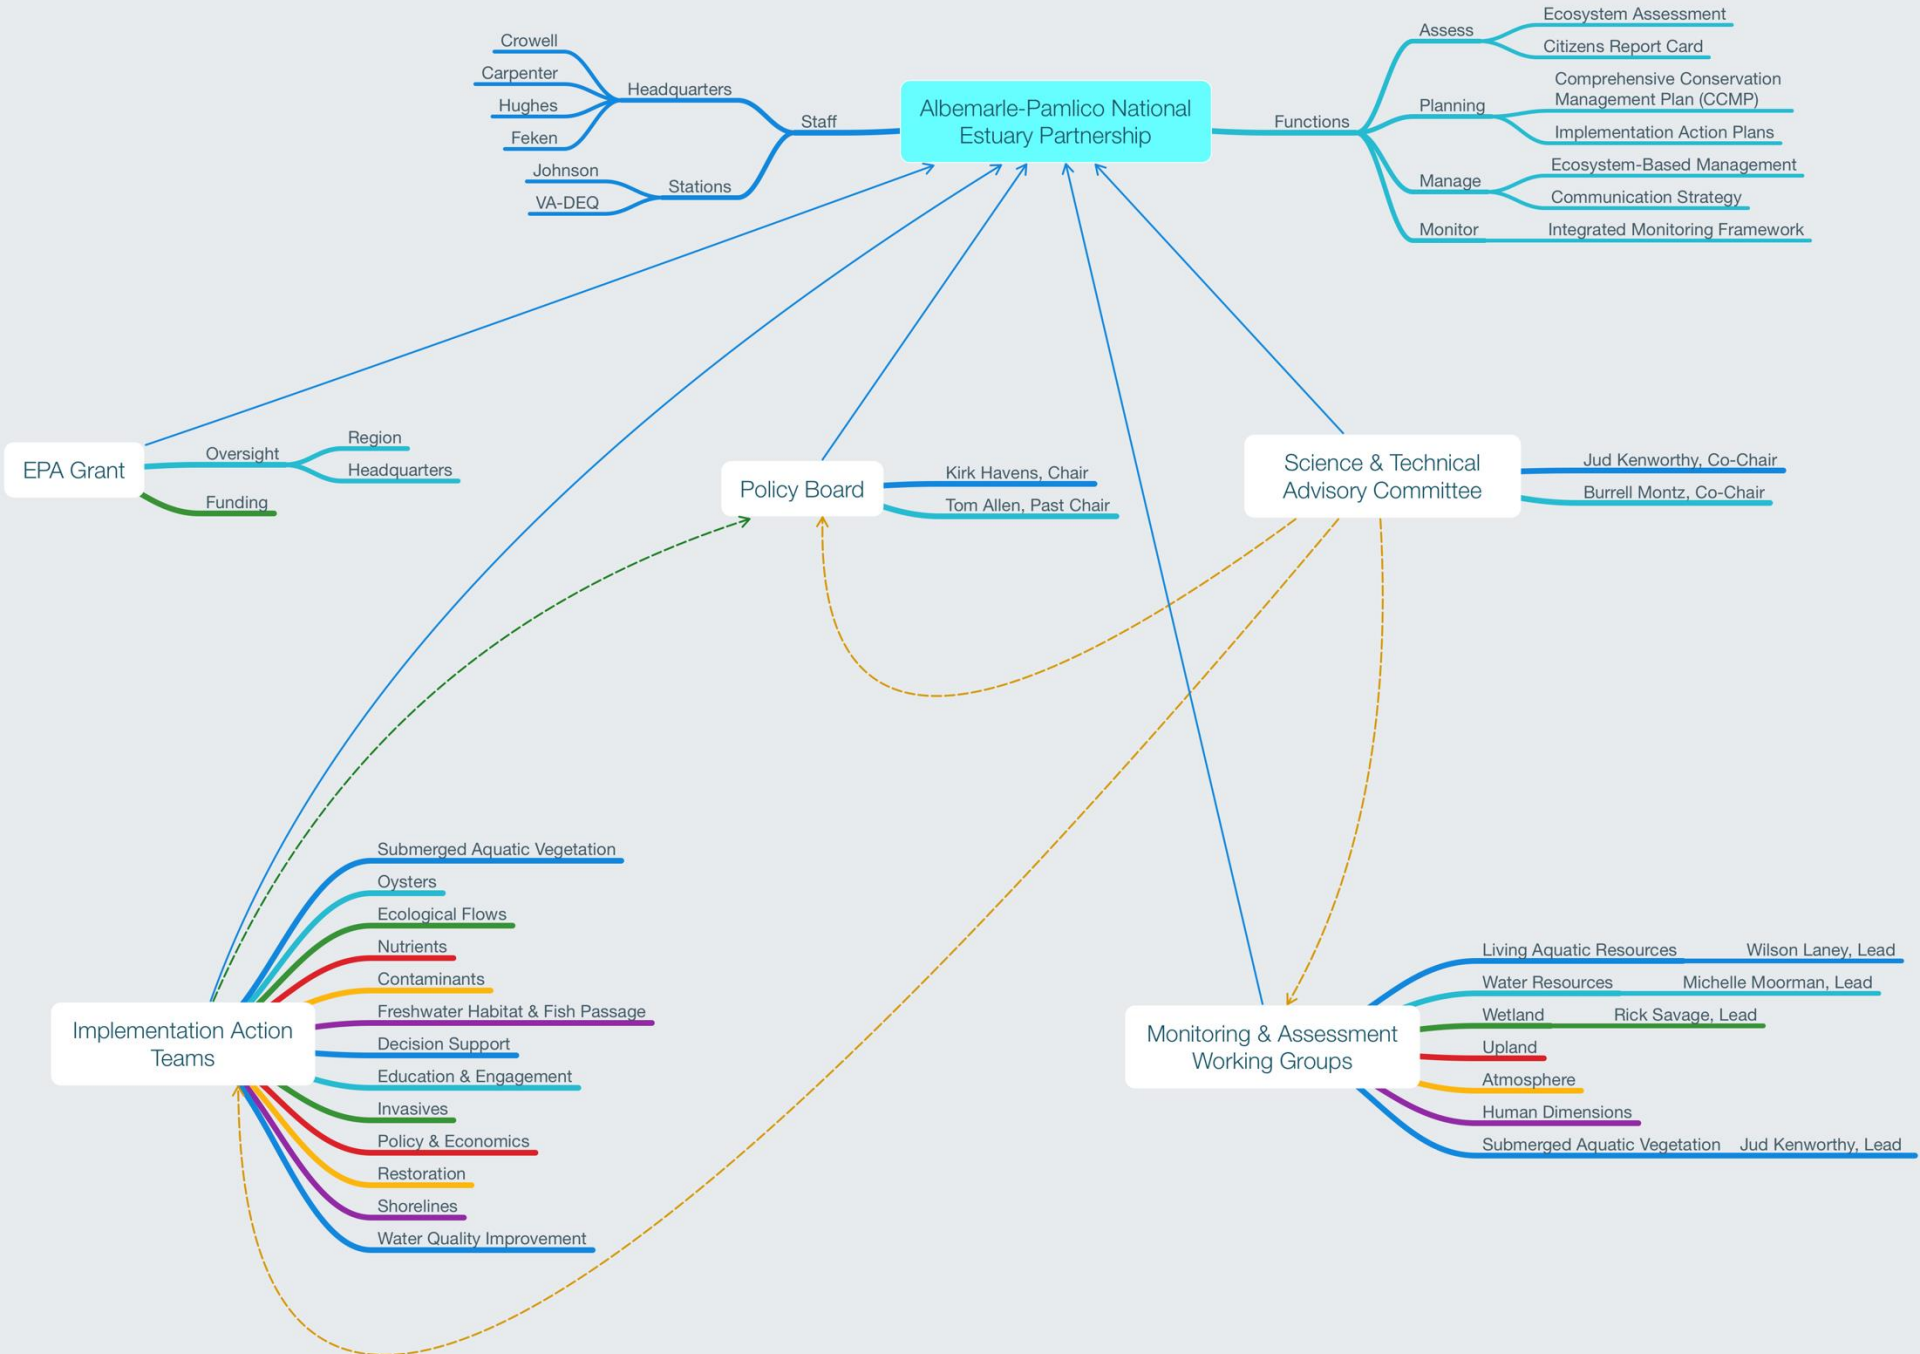 Albemarle-Pamlico National
Estuary Partnership
Staff
Headquarters
Crowell
Carpenter
Hughes
Feken
Stations
Johnson
VA-DEQ
Functions
Assess
Ecosystem Assessment
Citizens Report Card
Planning
Comprehensive Conservation
Management Plan (CCMP)
Implementation Action Plans
Manage
Ecosystem-Based Management
Communication Strategy
Monitor
Integrated Monitoring Framework
EPA Grant
Oversight
Region
Headquarters
Funding
Policy Board
Kirk Havens, Chair
Tom Allen, Past Chair
Science & Technical
Advisory Committee
Jud Kenworthy, Co-Chair
Burrell Montz, Co-Chair
Implementation Action
Teams
Submerged Aquatic Vegetation
Oysters
Ecological Flows
Nutrients
Contaminants
Freshwater Habitat & Fish Passage
Decision Support
Education & Engagement
Invasives
Policy & Economics
Restoration
Shorelines
Water Quality Improvement
Monitoring & Assessment
Working Groups
Living Aquatic Resources
Wilson Laney, Lead
Water Resources
Michelle Moorman, Lead
Wetland
Rick Savage, Lead
Upland
Atmosphere
Human Dimensions
Submerged Aquatic Vegetation
Jud Kenworthy, Lead